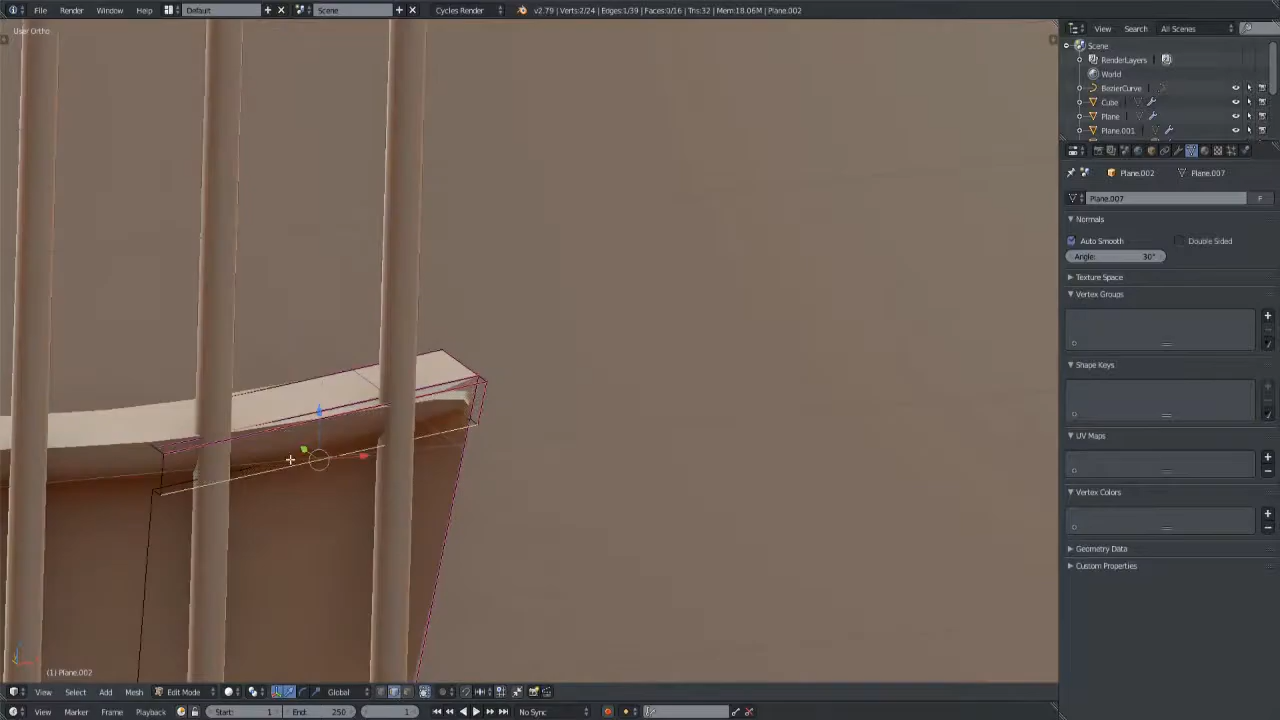 File Render Window Help Default Scene Cycles Render v2.79 | Verts:2/24 | Edges:1/39 | Faces:0/16 | Tris:32 | Mem:18.06M | Plane.002
User Ortho
View Search All Scenes
Scene
RenderLayers
World
BezierCurve
Cube
Plane
Plane.001
Plane.002 Plane.007
Plane.007 F
Normals
Auto Smooth Double Sided
Angle: 30°
Texture Space
Vertex Groups
Shape Keys
UV Maps
Vertex Colors
Geometry Data
Custom Properties
(1) Plane.002
View Select Add Mesh Edit Mode Global
View Marker Frame Playback Start: 1 End: 250 1 No Sync